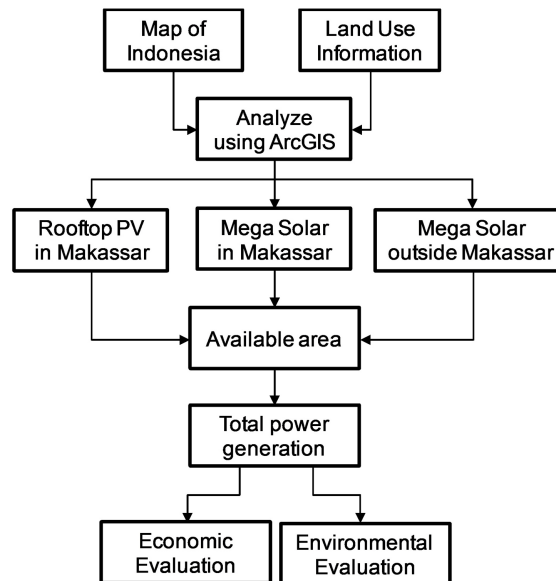 Map of
Indonesia
Land Use
Information
Analyze
using ArcGIS
Rooftop PV
in Makassar
Mega Solar
in Makassar
Mega Solar
outside Makassar
Available area
Total power
generation
Economic
Evaluation
Environmental
Evaluation